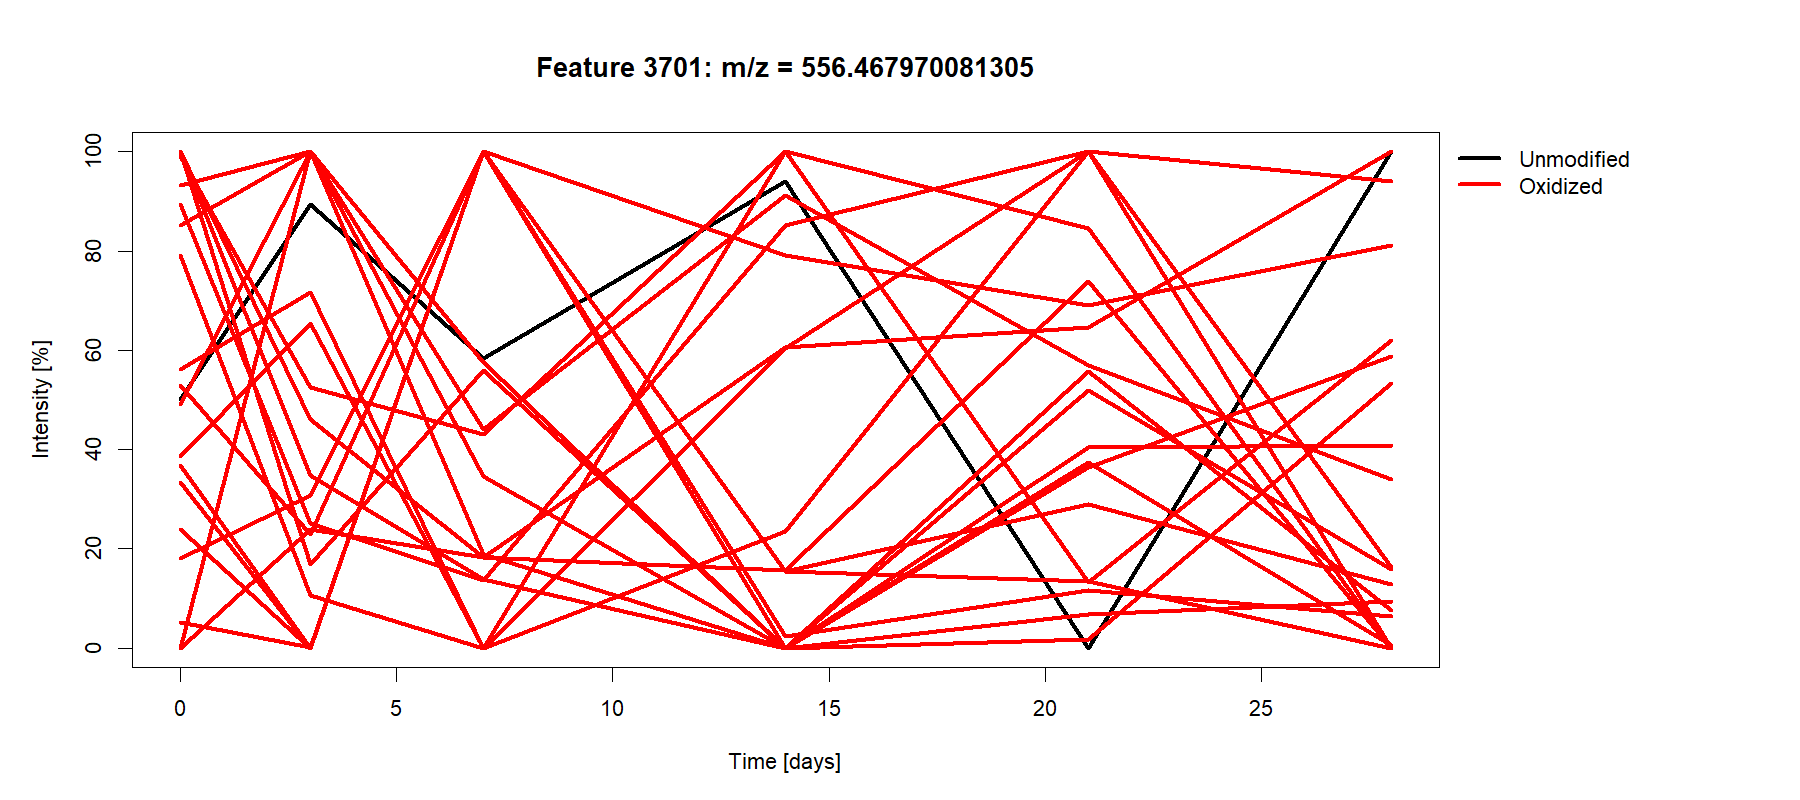 Feature 3701: m/z = 556.467970081305
Unmodified
Oxidized
Intensity [%]
100
80
60
40
20
0
0 5 10 15 20 25
Time [days]